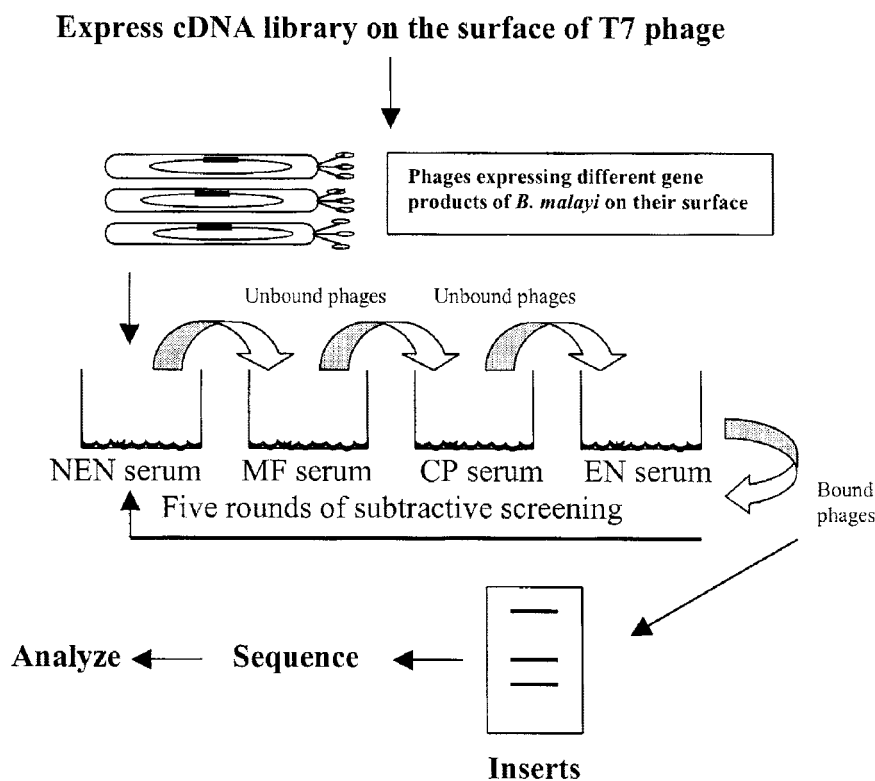 Express cDNA library on the surface of T7 phage
Phages expressing different gene
products of B. malayi on their surface
Unbound phages
Unbound phages
NEN serum
MF serum
CP serum
EN serum
Five rounds of subtractive screening
Bound
phages
Analyze
Sequence
Inserts